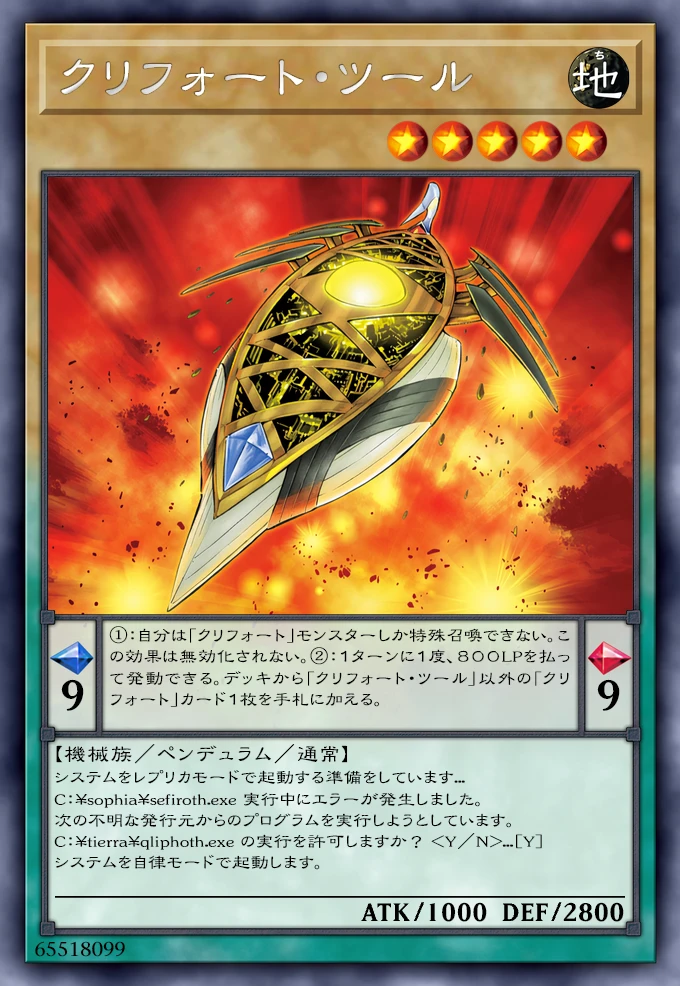 クリフォート・ツール
ち
地
①：自分は「クリフォート」モンスターしか特殊召喚できない。こ
の効果は無効化されない。②：１ターンに１度、８００LPを払っ
て発動できる。デッキから「クリフォート・ツール」以外の「クリ
フォート」カード１枚を手札に加える。
9
9
【機械族／ペンデュラム／通常】
システムをレプリカモードで起動する準備をしています…
C:¥sophia¥sefiroth.exe 実行中にエラーが発生しました。
次の不明な発行元からのプログラムを実行しようとしています。
C:¥tierra¥qliphoth.exe の実行を許可しますか？ <Y／N>…[Y]
システムを自律モードで起動します。
ATK/1000 DEF/2800
65518099